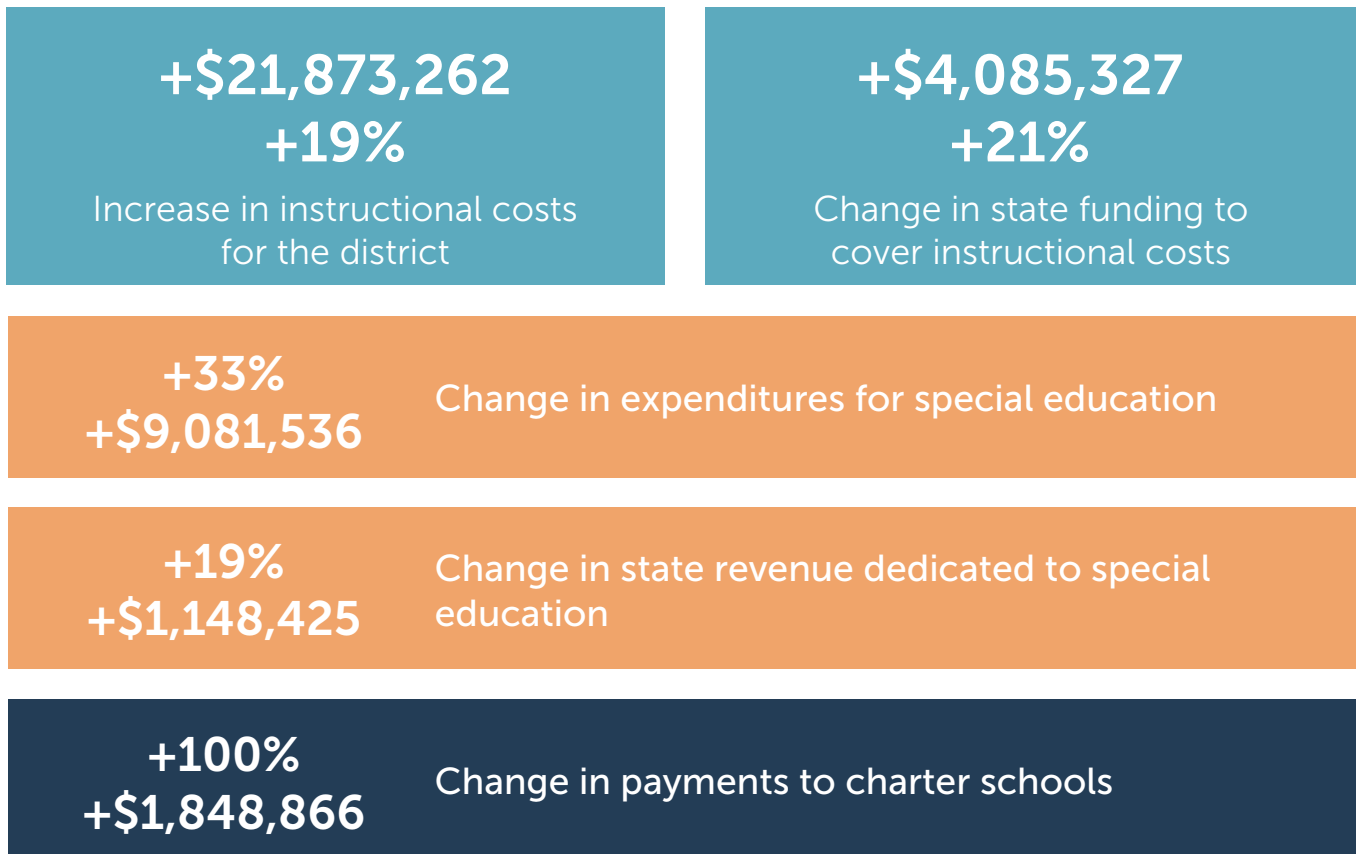 +$21,873,262
+19%
Increase in instructional costs
for the district
+$4,085,327
+21%
Change in state funding to
cover instructional costs
+33%
+$9,081,536
Change in expenditures for special education
+19%
+$1,148,425
Change in state revenue dedicated to special
education
+100%
+$1,848,866
Change in payments to charter schools